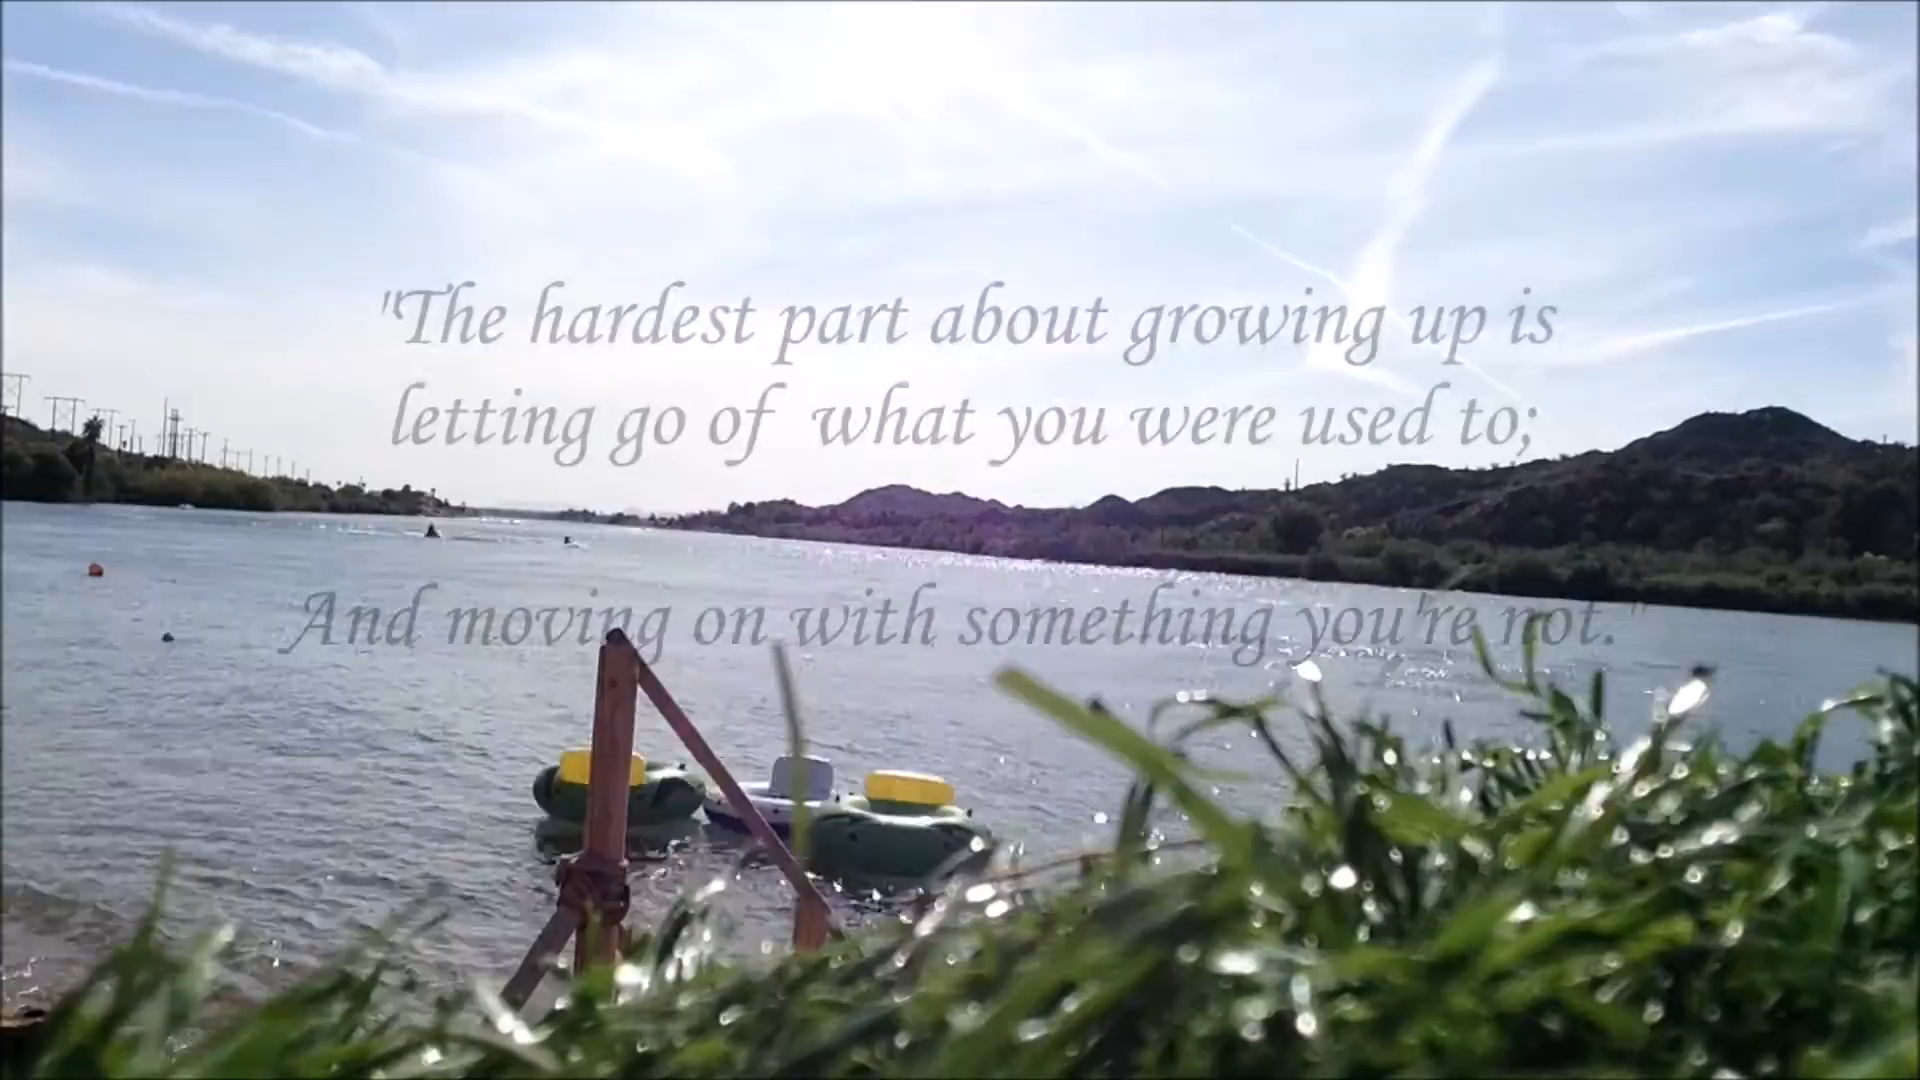 "The hardest part about growing up is
letting go of what you were used to;
And moving on with something you're not."